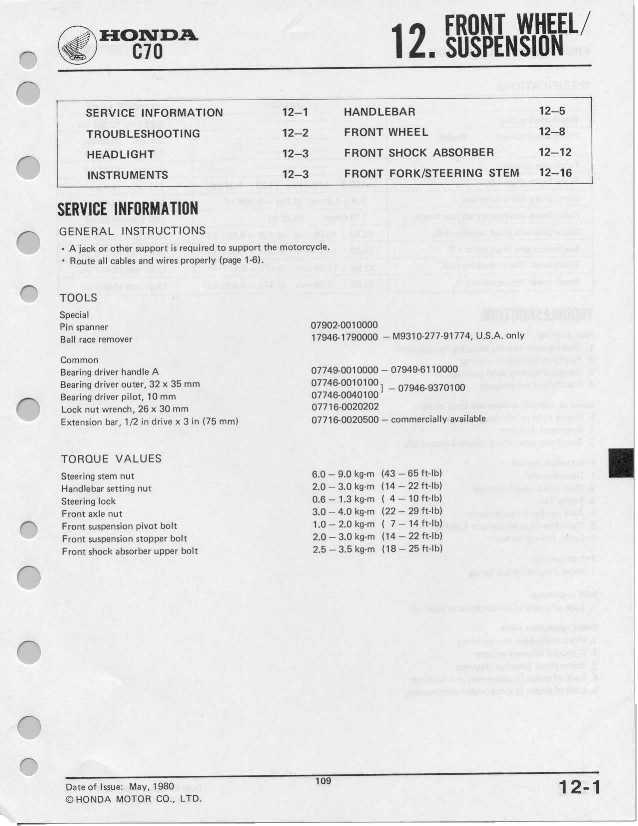 HONDA
C70
12. FRONT WHEEL/
SUSPENSION
SERVICE INFORMATION 12–1 HANDLEBAR 12–5
TROUBLESHOOTING 12–2 FRONT WHEEL 12–8
HEADLIGHT 12–3 FRONT SHOCK ABSORBER 12–12
INSTRUMENTS 12–3 FRONT FORK/STEERING STEM 12–16
SERVICE INFORMATION
GENERAL INSTRUCTIONS
• A jack or other support is required to support the motorcycle.
• Route all cables and wires properly (page 1-6).
TOOLS
Special
Pin spanner 07902-0010000
Ball race remover 17946-1790000 – M9310-277-91774, U.S.A. only
Common
Bearing driver handle A 07749-0010000 – 07949-6110000
Bearing driver outer, 32 x 35 mm 07746-0010100
Bearing driver pilot, 10 mm 07746-0040100 ] – 07946-9370100
Lock nut wrench, 26 x 30 mm 07716-0020202
Extension bar, 1/2 in drive x 3 in (75 mm) 07716-0020500 – commercially available
TORQUE VALUES
Steering stem nut 6.0 – 9.0 kg-m (43 – 65 ft-lb)
Handlebar setting nut 2.0 – 3.0 kg-m (14 – 22 ft-lb)
Steering lock 0.6 – 1.3 kg-m ( 4 – 10 ft-lb)
Front axle nut 3.0 – 4.0 kg-m (22 – 29 ft-lb)
Front suspension pivot bolt 1.0 – 2.0 kg-m ( 7 – 14 ft-lb)
Front suspension stopper bolt 2.0 – 3.0 kg-m (14 – 22 ft-lb)
Front shock absorber upper bolt 2.5 – 3.5 kg-m (18 – 25 ft-lb)
Date of Issue: May, 1980
© HONDA MOTOR CO., LTD.
109
12-1